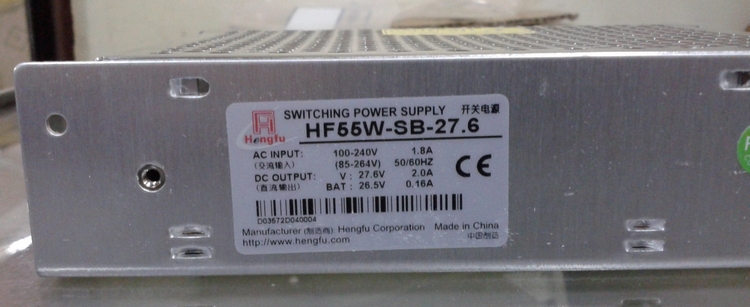 SWITCHING POWER SUPPLY 开关电源
Hengfu HF55W-SB-27.6
AC INPUT: 100-240V 1.8A
(交流输入) (85-264V) 50/60HZ
DC OUTPUT: V : 27.6V 2.0A
(直流输出) BAT : 26.5V 0.16A
CE
D03572D040004
Manufacturer (制造商): Hengfu Corporation Made in China
http://www.hengfu.com 中国制造